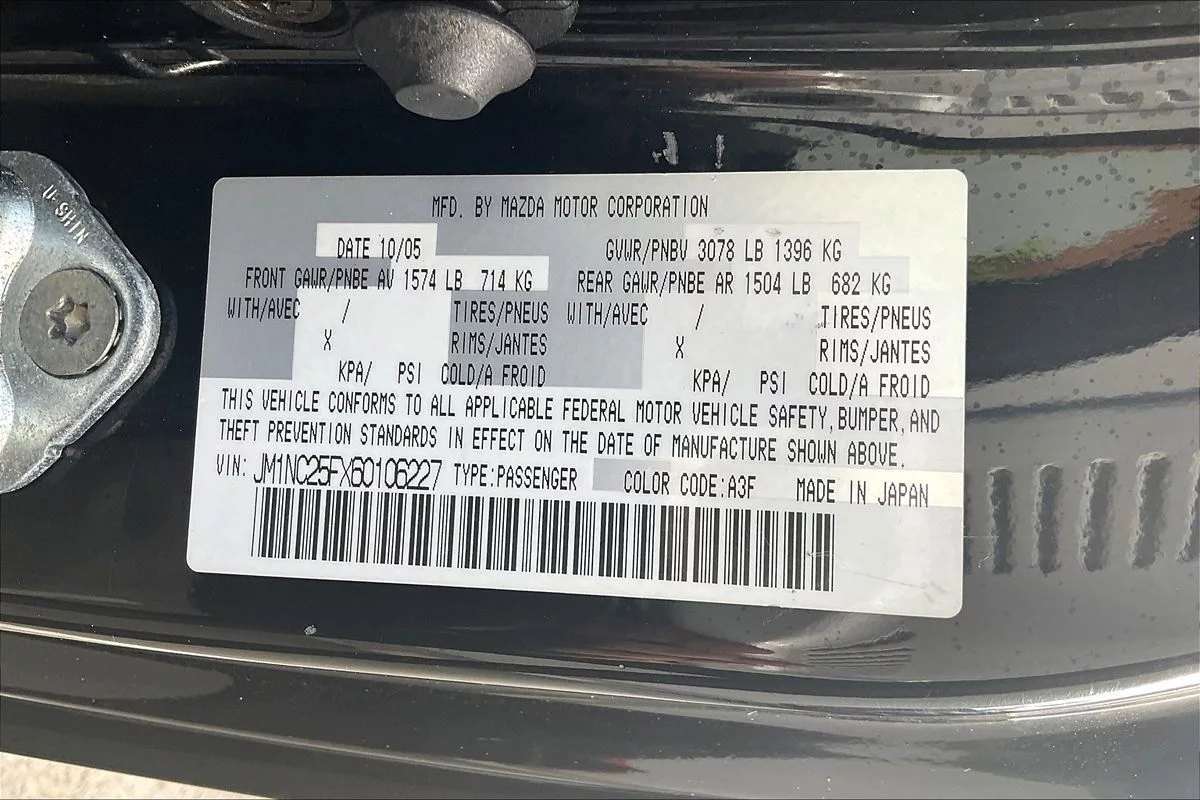 U-SHIN
MFD. BY MAZDA MOTOR CORPORATION
DATE 10/05 GVWR/PNBV 3078 LB 1396 KG
FRONT GAWR/PNBE AV 1574 LB 714 KG REAR GAWR/PNBE AR 1504 LB 682 KG
WITH/AVEC / TIRES/PNEUS WITH/AVEC / TIRES/PNEUS
X RIMS/JANTES X RIMS/JANTES
KPA/ PSI COLD/A FROID KPA/ PSI COLD/A FROID
THIS VEHICLE CONFORMS TO ALL APPLICABLE FEDERAL MOTOR VEHICLE SAFETY, BUMPER, AND
THEFT PREVENTION STANDARDS IN EFFECT ON THE DATE OF MANUFACTURE SHOWN ABOVE.
VIN: JM1NC25FX60106227 TYPE:PASSENGER COLOR CODE:A3F MADE IN JAPAN